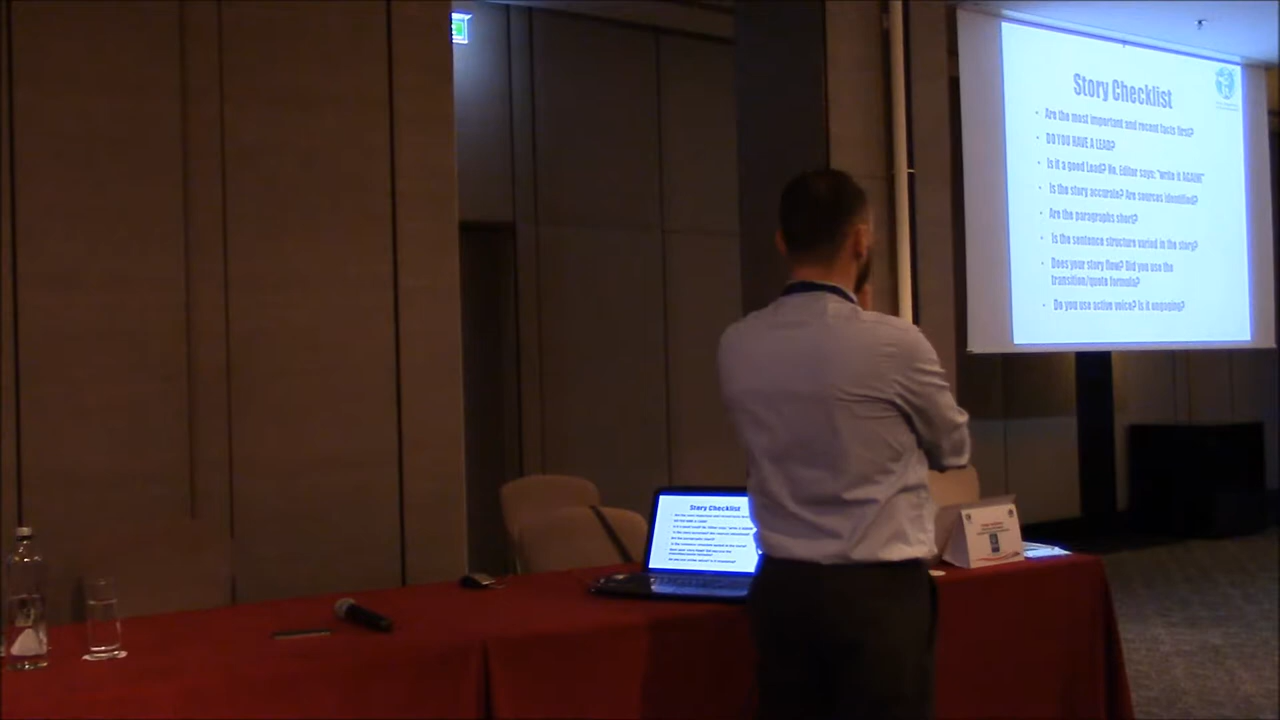 Story Checklist
Are the most important and recent facts first?
DO YOU HAVE A LEAD?
Is it a good Lead? No, Editor says: "write it AGAIN!"
Is the story accurate? Are sources identified?
Are the paragraphs short?
Is the sentence structure varied in the story?
Does your story flow? Did you use the
transition/quote formula?
Do you use active voice? Is it engaging?
Story Checklist